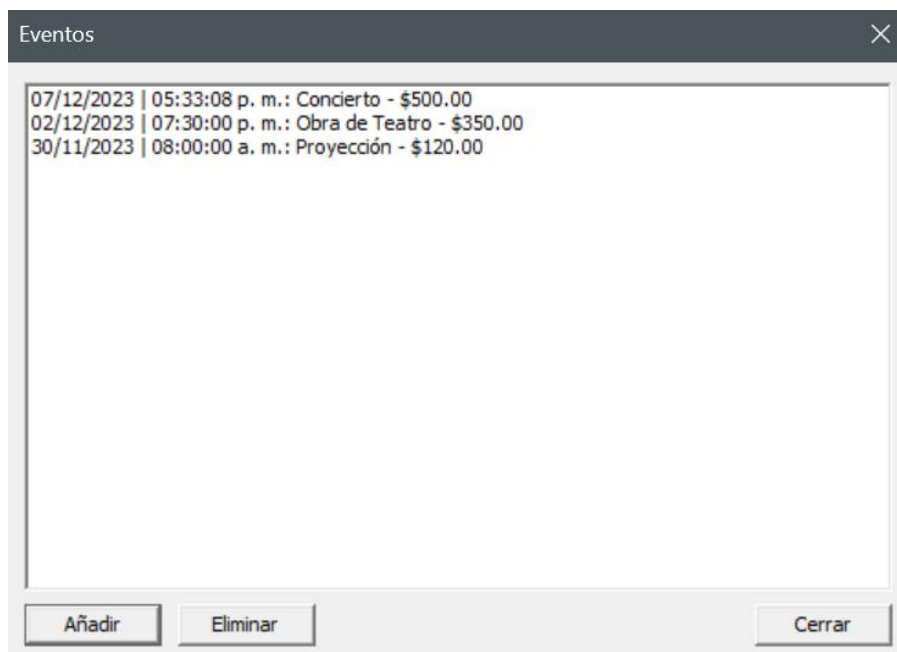 Eventos
07/12/2023 | 05:33:08 p. m.: Concierto - $500.00
02/12/2023 | 07:30:00 p. m.: Obra de Teatro - $350.00
30/11/2023 | 08:00:00 a. m.: Proyección - $120.00
Añadir Eliminar Cerrar